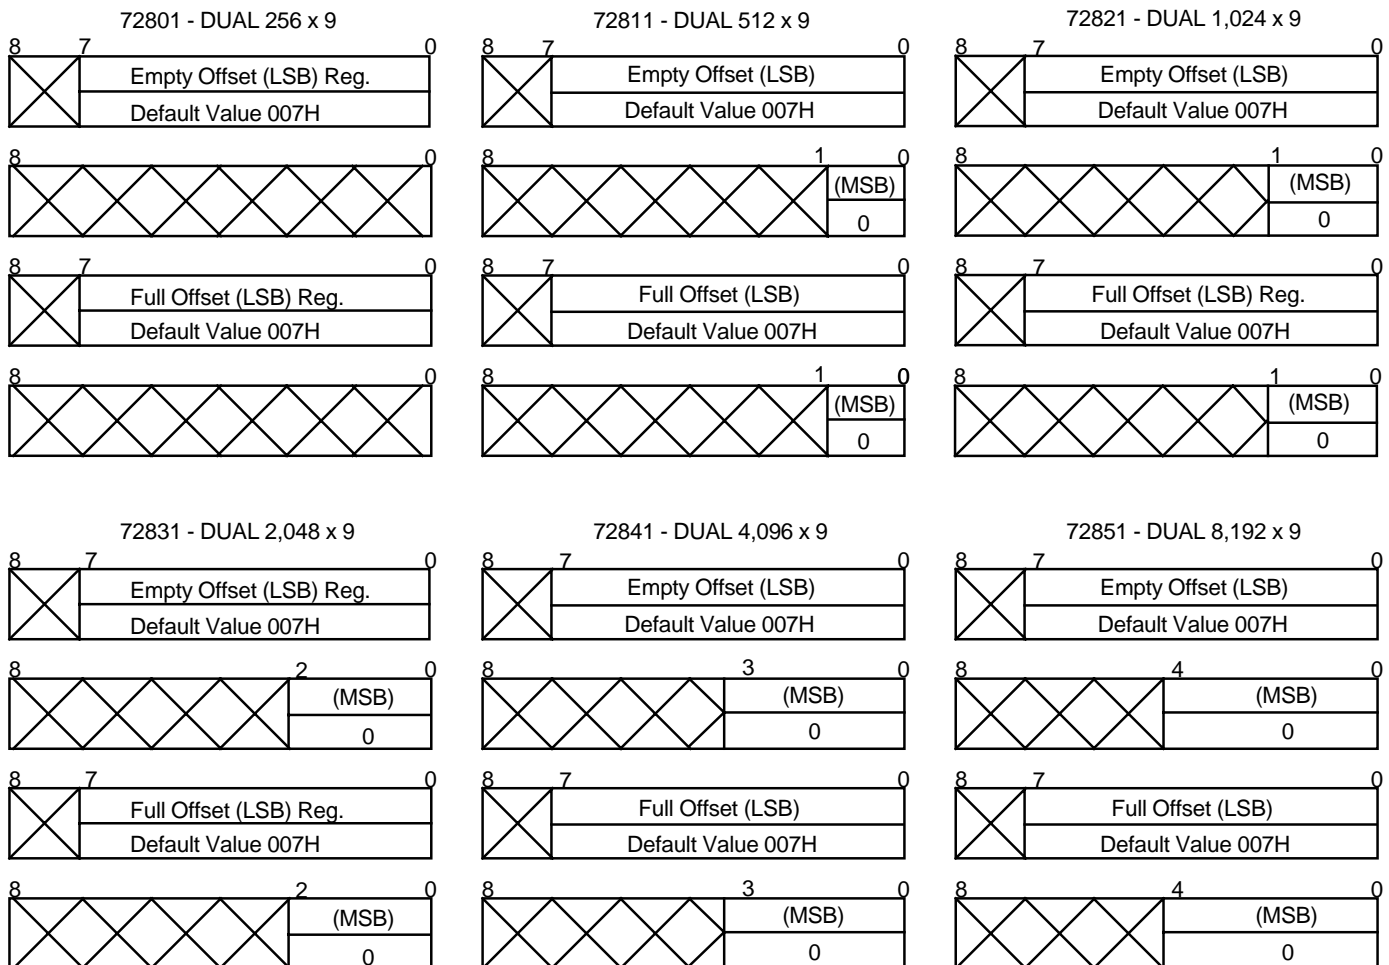 72801 - DUAL 256 x 9
8 7 0
Empty Offset (LSB) Reg.
Default Value 007H
8 0
8 7 0
Full Offset (LSB) Reg.
Default Value 007H
8 0
72811 - DUAL 512 x 9
8 7 0
Empty Offset (LSB)
Default Value 007H
8 1 0
(MSB)
0
8 7 0
Full Offset (LSB)
Default Value 007H
8 1 0
(MSB)
0
72821 - DUAL 1,024 x 9
8 7 0
Empty Offset (LSB)
Default Value 007H
8 1 0
(MSB)
0
8 7 0
Full Offset (LSB) Reg.
Default Value 007H
8 1 0
(MSB)
0
72831 - DUAL 2,048 x 9
8 7 0
Empty Offset (LSB) Reg.
Default Value 007H
8 2 0
(MSB)
0
8 7 0
Full Offset (LSB) Reg.
Default Value 007H
8 2 0
(MSB)
0
72841 - DUAL 4,096 x 9
8 7 0
Empty Offset (LSB)
Default Value 007H
8 3 0
(MSB)
0
8 7 0
Full Offset (LSB)
Default Value 007H
8 3 0
(MSB)
0
72851 - DUAL 8,192 x 9
8 7 0
Empty Offset (LSB)
Default Value 007H
8 4 0
(MSB)
0
8 7 0
Full Offset (LSB)
Default Value 007H
8 4 0
(MSB)
0